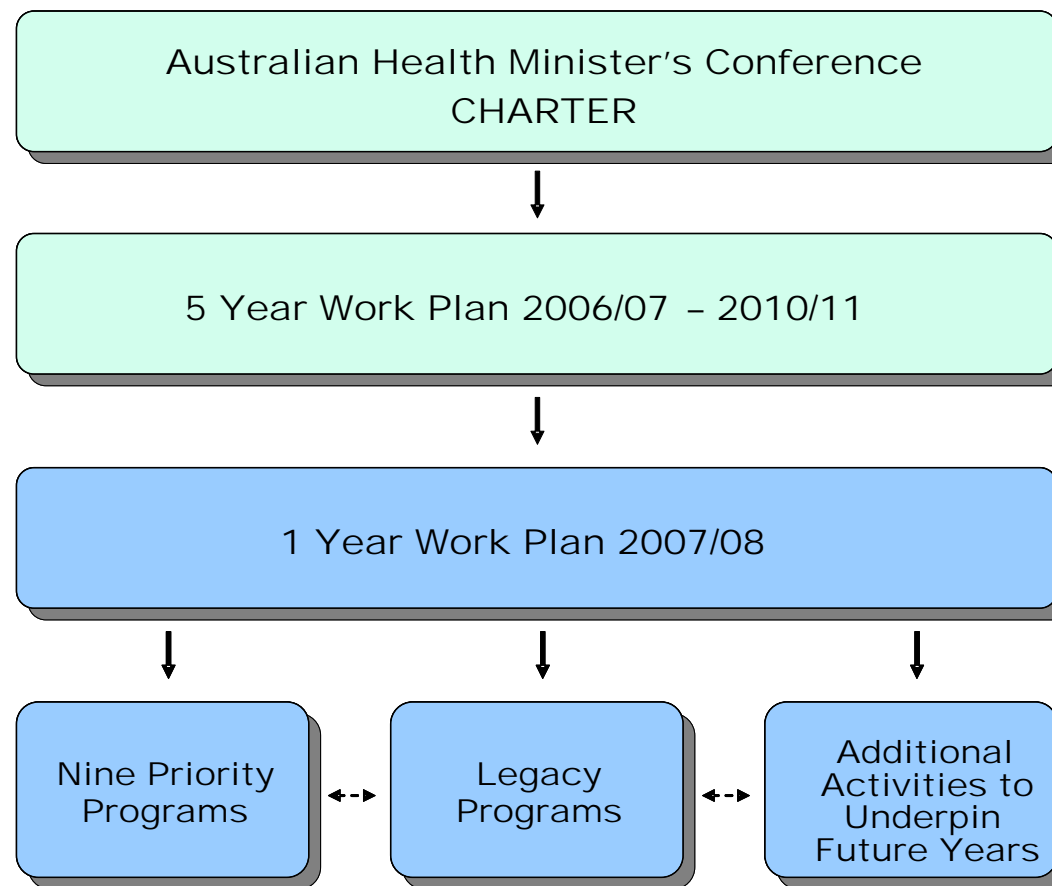 Australian Health Minister's Conference
CHARTER
5 Year Work Plan 2006/07 – 2010/11
1 Year Work Plan 2007/08
Nine Priority
Programs
Legacy
Programs
Additional
Activities to
Underpin
Future Years